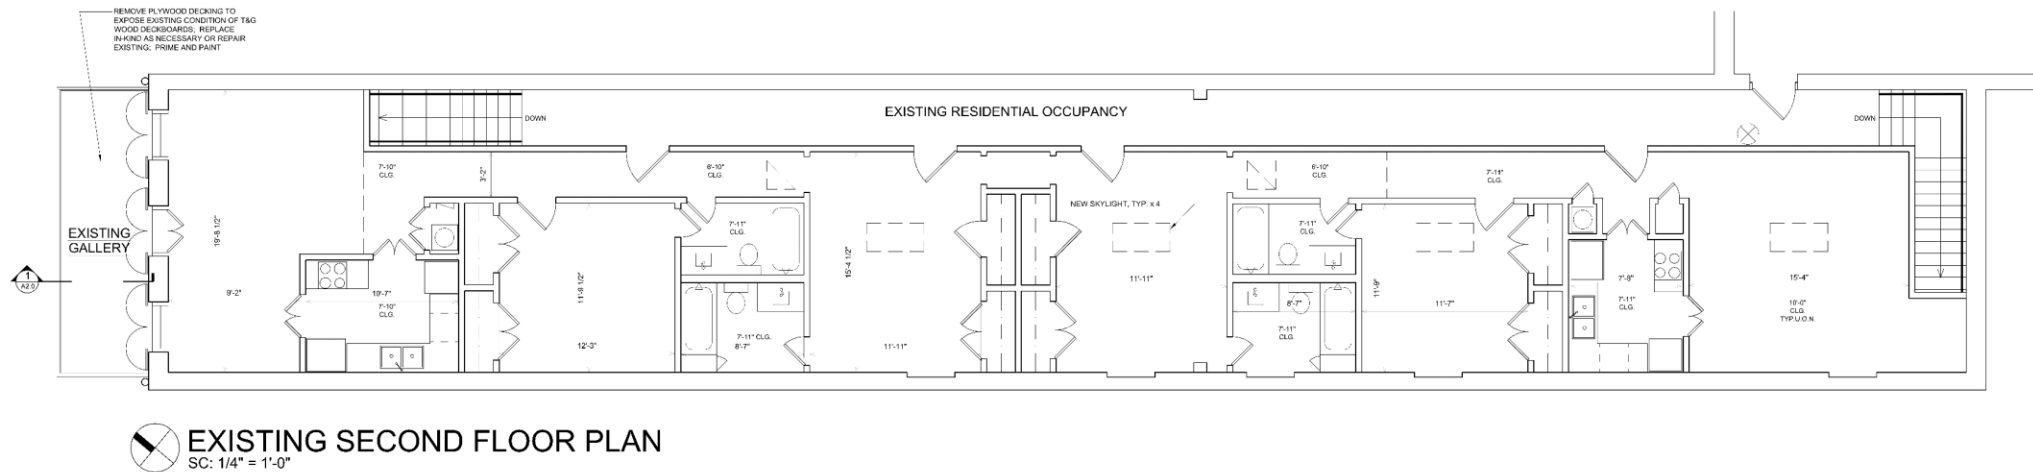 REMOVE PLYWOOD DECKING TO
EXPOSE EXISTING CONDITION OF T&G
WOOD DECKBOARDS; REPLACE
IN-KIND AS NECESSARY OR REPAIR
EXISTING; PRIME AND PAINT
EXISTING RESIDENTIAL OCCUPANCY
DOWN
DOWN
7'-10"
CLG.
3'-2"
6'-10"
CLG.
6'-10"
CLG.
7'-11"
CLG.
NEW SKYLIGHT, TYP. x 4
EXISTING
GALLERY
19'-8 1/2"
7'-11"
CLG.
7'-11"
CLG.
1
A2.0
9'-2"
10'-7"
7'-10"
CLG.
11'-9 1/2"
15'-4 1/2"
11'-11"
11'-9"
8'-7"
11'-7"
7'-8"
7'-11"
CLG.
15'-4"
10'-0"
CLG.
TYP.U.O.N.
12'-3"
7'-11" CLG.
8'-7"
11'-11"
7'-11"
CLG.
EXISTING SECOND FLOOR PLAN
SC: 1/4" = 1'-0"